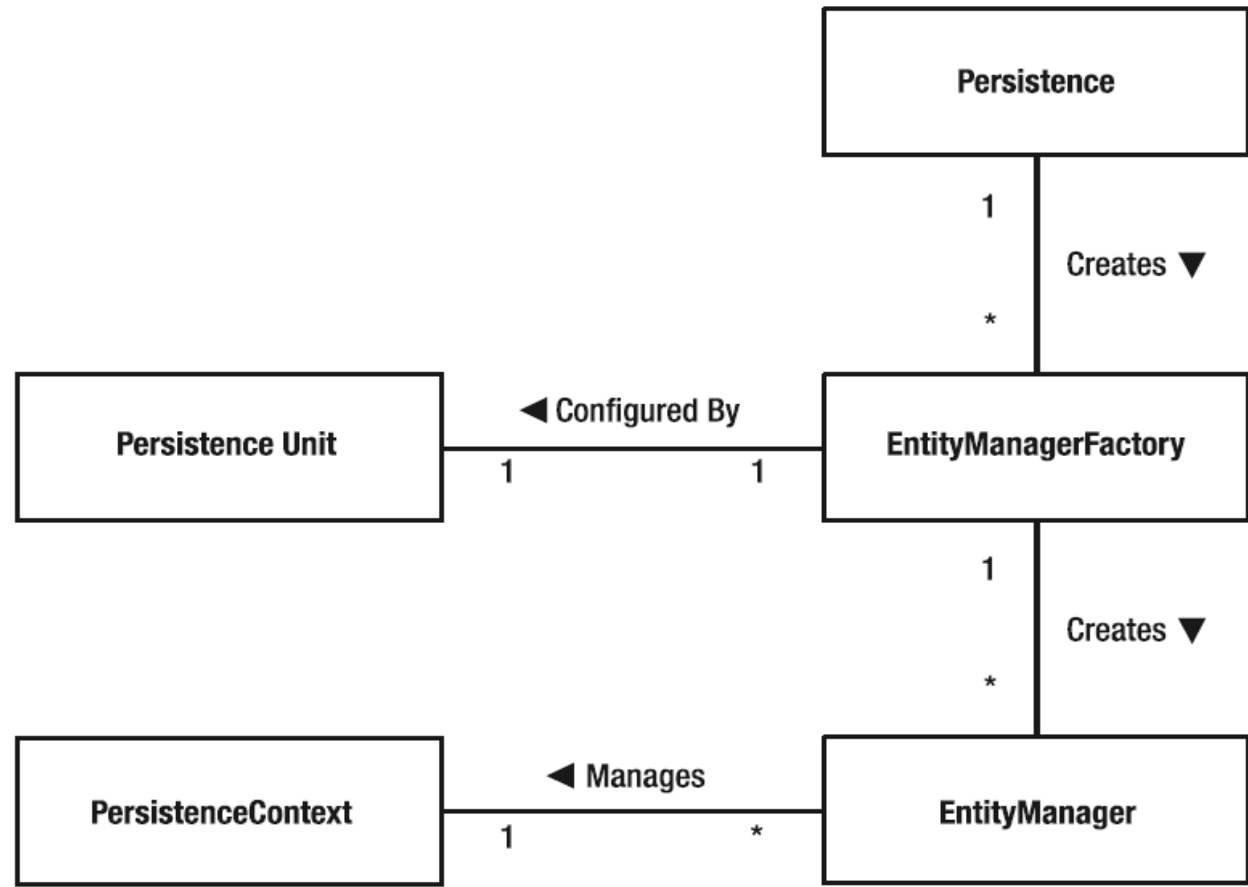 Persistence
1
Creates ▼
*
◀ Configured By
Persistence Unit
EntityManagerFactory
1 1
1
Creates ▼
*
◀ Manages
PersistenceContext
EntityManager
1 *